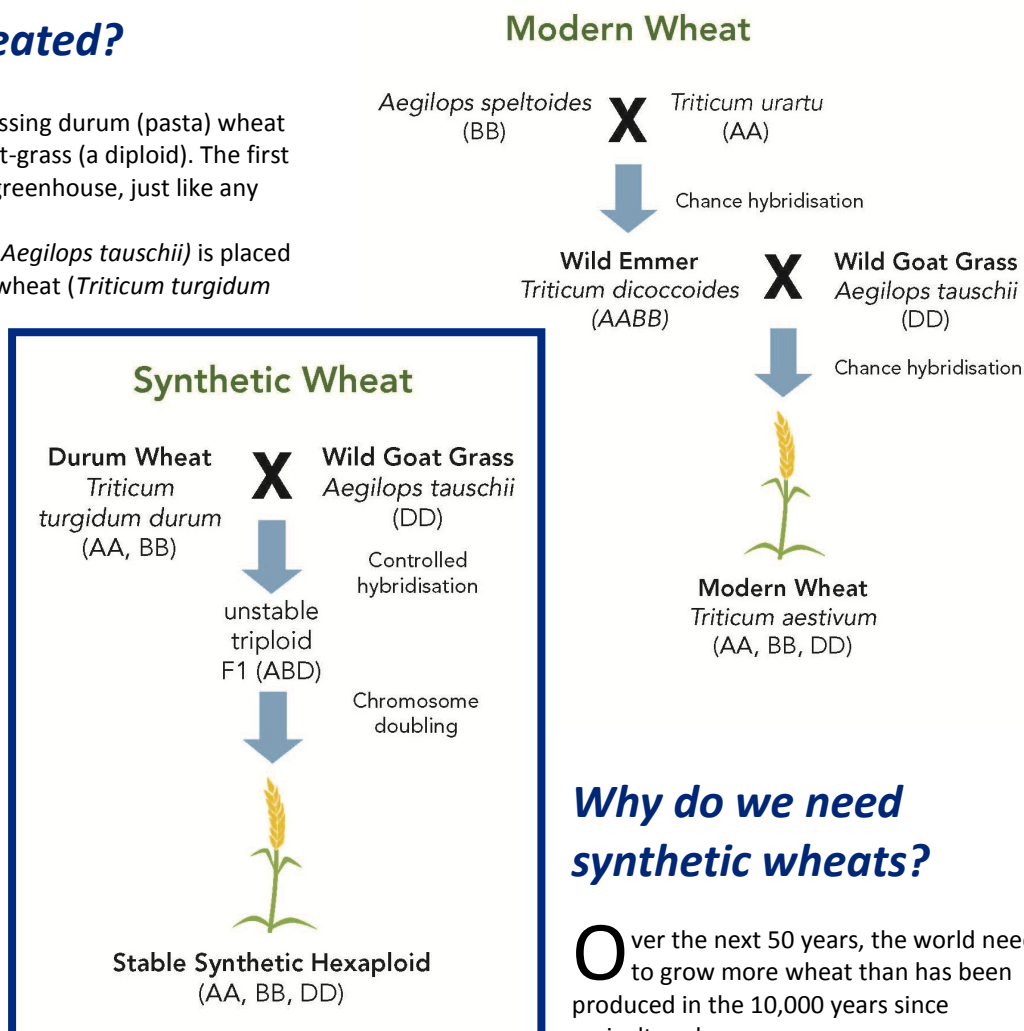 eated?
ssing durum (pasta) wheat
t-grass (a diploid). The first
greenhouse, just like any
Aegilops tauschii) is placed
wheat (Triticum turgidum
Modern Wheat
Aegilops speltoides X Triticum urartu
(BB) (AA)
Chance hybridisation
Wild Emmer X Wild Goat Grass
Triticum dicoccoides Aegilops tauschii
(AABB) (DD)
Chance hybridisation
Modern Wheat
Triticum aestivum
(AA, BB, DD)
Synthetic Wheat
Durum Wheat X Wild Goat Grass
Triticum Aegilops tauschii
turgidum durum (DD)
(AA, BB)
Controlled
hybridisation
unstable
triploid
F1 (ABD)
Chromosome
doubling
Stable Synthetic Hexaploid
(AA, BB, DD)
Why do we need
synthetic wheats?
Over the next 50 years, the world need
to grow more wheat than has been
produced in the 10,000 years since